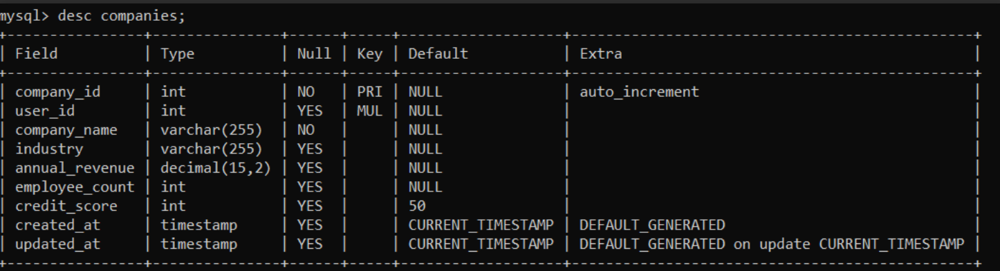 mysql> desc companies;
+----------------+---------------+------+-----+-------------------+-----------------------------------------------+
| Field          | Type          | Null | Key | Default           | Extra                                         |
+----------------+---------------+------+-----+-------------------+-----------------------------------------------+
| company_id     | int           | NO   | PRI | NULL              | auto_increment                                |
| user_id        | int           | YES  | MUL | NULL              |                                               |
| company_name   | varchar(255)  | NO   |     | NULL              |                                               |
| industry       | varchar(255)  | YES  |     | NULL              |                                               |
| annual_revenue | decimal(15,2) | YES  |     | NULL              |                                               |
| employee_count | int           | YES  |     | NULL              |                                               |
| credit_score   | int           | YES  |     | 50                |                                               |
| created_at     | timestamp     | YES  |     | CURRENT_TIMESTAMP | DEFAULT_GENERATED                             |
| updated_at     | timestamp     | YES  |     | CURRENT_TIMESTAMP | DEFAULT_GENERATED on update CURRENT_TIMESTAMP |
+----------------+---------------+------+-----+-------------------+-----------------------------------------------+